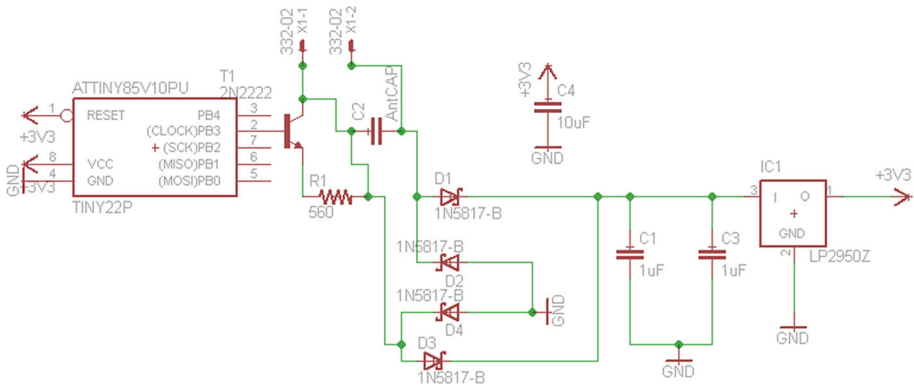 332-02
X1-1
332-02
X1-2
ATTINY85V10PU
T1
2N2222
1
RESET
PB4
3
+3V3
(CLOCK)PB3
2
+
(SCK)PB2
7
8
VCC
(MISO)PB1
6
GND
+3V3
4
GND
(MOSI)PB0
5
TINY22P
R1
560
C2
AntCAP
+3V3
C4
10uF
GND
D1
1N5817-B
1N5817-B
D2
1N5817-B
D4
GND
D3
1N5817-B
C1
1uF
C3
1uF
GND
IC1
3
I
O
1
+
GND
2
LP2950Z
+3V3
GND